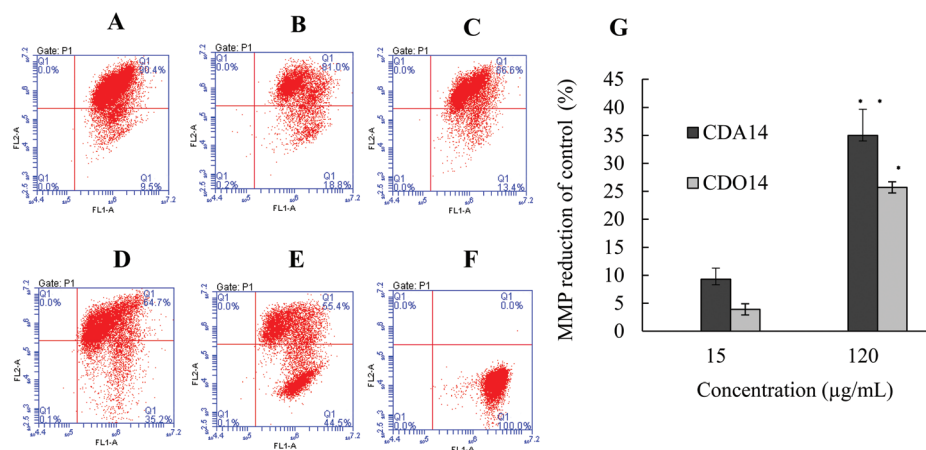 A
Gate: P1
Q1
0.0%
Q1
90.4%
Q1
0.0%
Q1
9.5%
FL2-A
FL1-A
B
Gate: P1
Q1
0.0%
Q1
81.0%
Q1
0.2%
Q1
18.8%
FL2-A
FL1-A
C
Gate: P1
Q1
0.0%
Q1
86.6%
Q1
0.0%
Q1
13.4%
FL2-A
FL1-A
D
Gate: P1
Q1
0.0%
Q1
64.7%
Q1
0.1%
Q1
35.2%
FL2-A
FL1-A
E
Gate: P1
Q1
0.0%
Q1
55.4%
Q1
0.1%
Q1
44.5%
FL2-A
FL1-A
F
Gate: P1
Q1
0.0%
Q1
0.0%
Q1
0.0%
Q1
100.0%
FL2-A
FL1-A
G
MMP reduction of control (%)
45
40
35
30
25
20
15
10
5
0
CDA14
CDO14
15
120
Concentration (µg/mL)